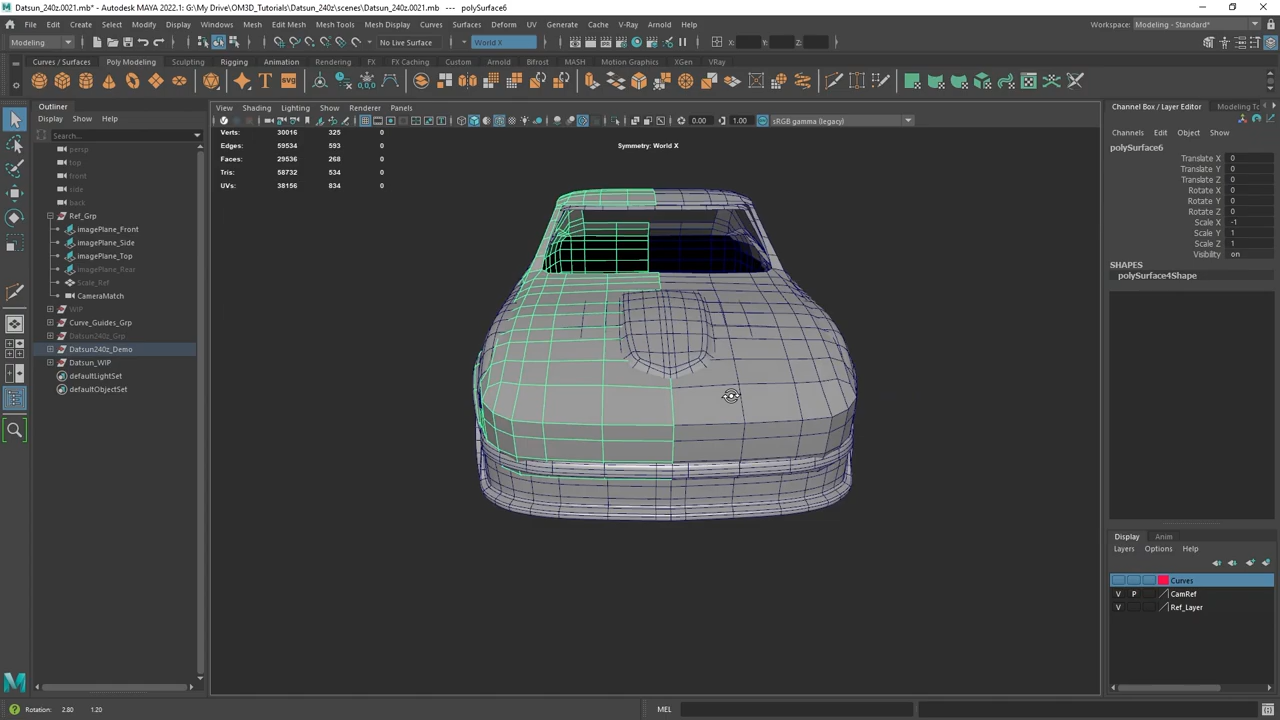 Datsun_240z.0021.mb* - Autodesk MAYA 2022.1: G:\My Drive\OM3D_Tutorials\Datsun_240z\scenes\Datsun_240z.0021.mb --- polySurface6
File Edit Create Select Modify Display Windows Mesh Edit Mesh Mesh Tools Mesh Display Curves Surfaces Deform UV Generate Cache V-Ray Arnold Help
Workspace: Modeling - Standard*
Modeling No Live Surface World X X: Y: Z:
Curves / Surfaces Poly Modeling Sculpting Rigging Animation Rendering FX FX Caching Custom Arnold Bifrost MASH Motion Graphics XGen VRay
SVG
Outliner
Display Show Help
Search...
persp
top
front
side
back
Ref_Grp
imagePlane_Front
imagePlane_Side
imagePlane_Top
imagePlane_Rear
Scale_Ref
CameraMatch
WIP
Curve_Guides_Grp
Datsun240z_Grp
Datsun240z_Demo
Datsun_WIP
defaultLightSet
defaultObjectSet
View Shading Lighting Show Renderer Panels
0.00 1.00 sRGB gamma (legacy)
Verts: 30016 325 0
Edges: 59534 593 0
Faces: 29536 268 0
Tris: 58732 534 0
UVs: 38156 834 0
Symmetry: World X
Channel Box / Layer Editor Modeling To
Channels Edit Object Show
polySurface6
Translate X 0
Translate Y 0
Translate Z 0
Rotate X 0
Rotate Y 0
Rotate Z 0
Scale X -1
Scale Y 1
Scale Z 1
Visibility on
SHAPES
polySurface4Shape
Display Anim
Layers Options Help
Curves
V P CamRef
V Ref_Layer
Rotation: 2.80 1.20
MEL